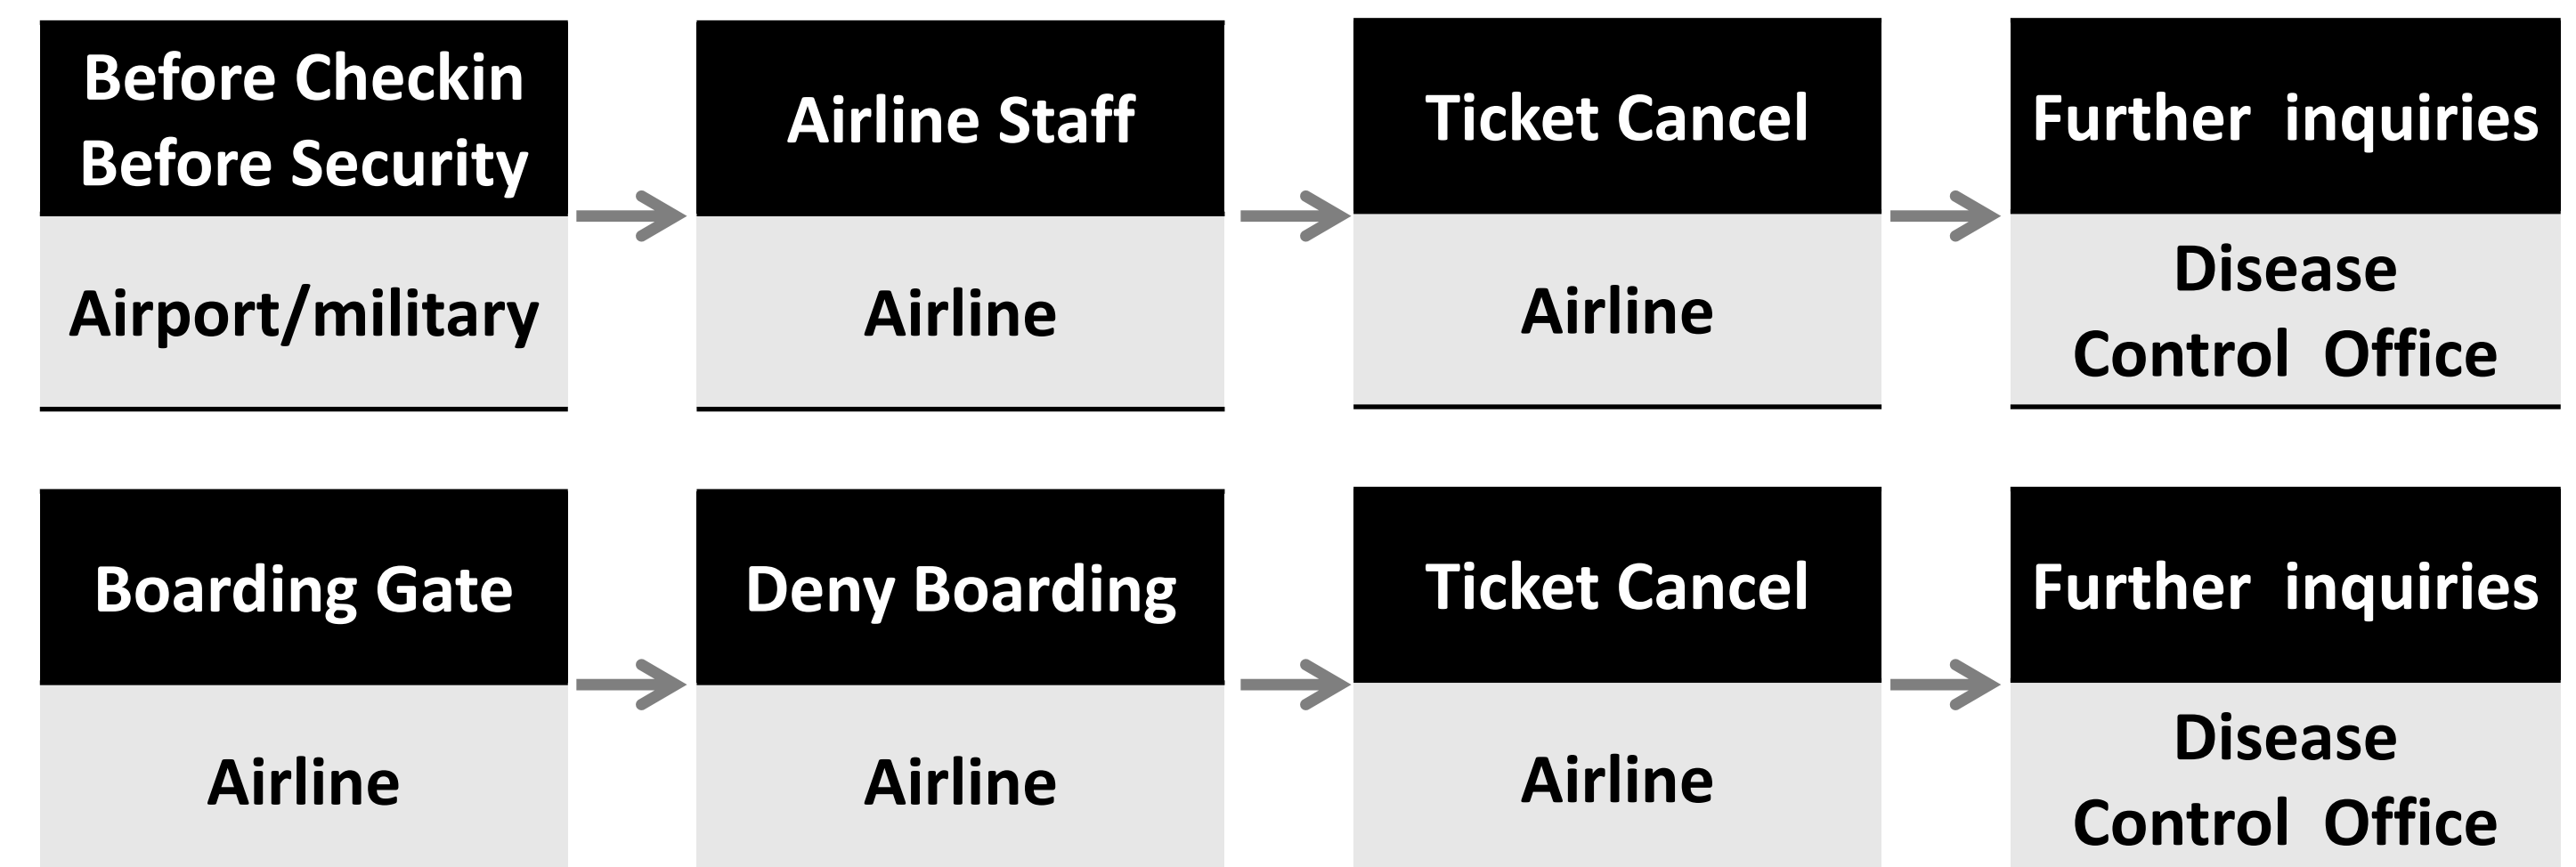 Before Checkin
Before Security
Airport/military
Airline Staff
Airline
Ticket Cancel
Airline
Further inquiries
Disease
Control Office
Boarding Gate
Airline
Deny Boarding
Airline
Ticket Cancel
Airline
Further inquiries
Disease
Control Office